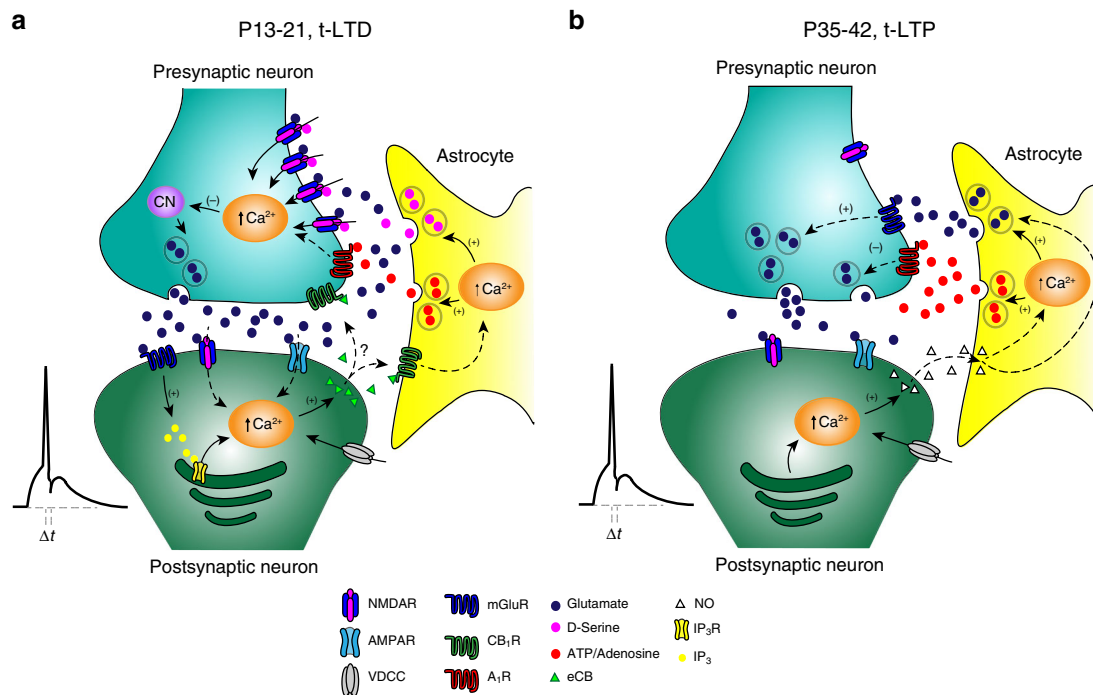 a
P13-21, t-LTD
Presynaptic neuron
Astrocyte
CN
(–)
↑Ca²⁺
(+)
↑Ca²⁺
(+)
?
(+)
↑Ca²⁺
(+)
Δt
Postsynaptic neuron
b
P35-42, t-LTP
Presynaptic neuron
Astrocyte
(+)
(–)
(+)
↑Ca²⁺
(+)
(+)
↑Ca²⁺
Δt
Postsynaptic neuron
NMDAR
mGluR
Glutamate
NO
AMPAR
CB₁R
D-Serine
IP₃R
VDCC
A₁R
ATP/Adenosine
IP₃
eCB